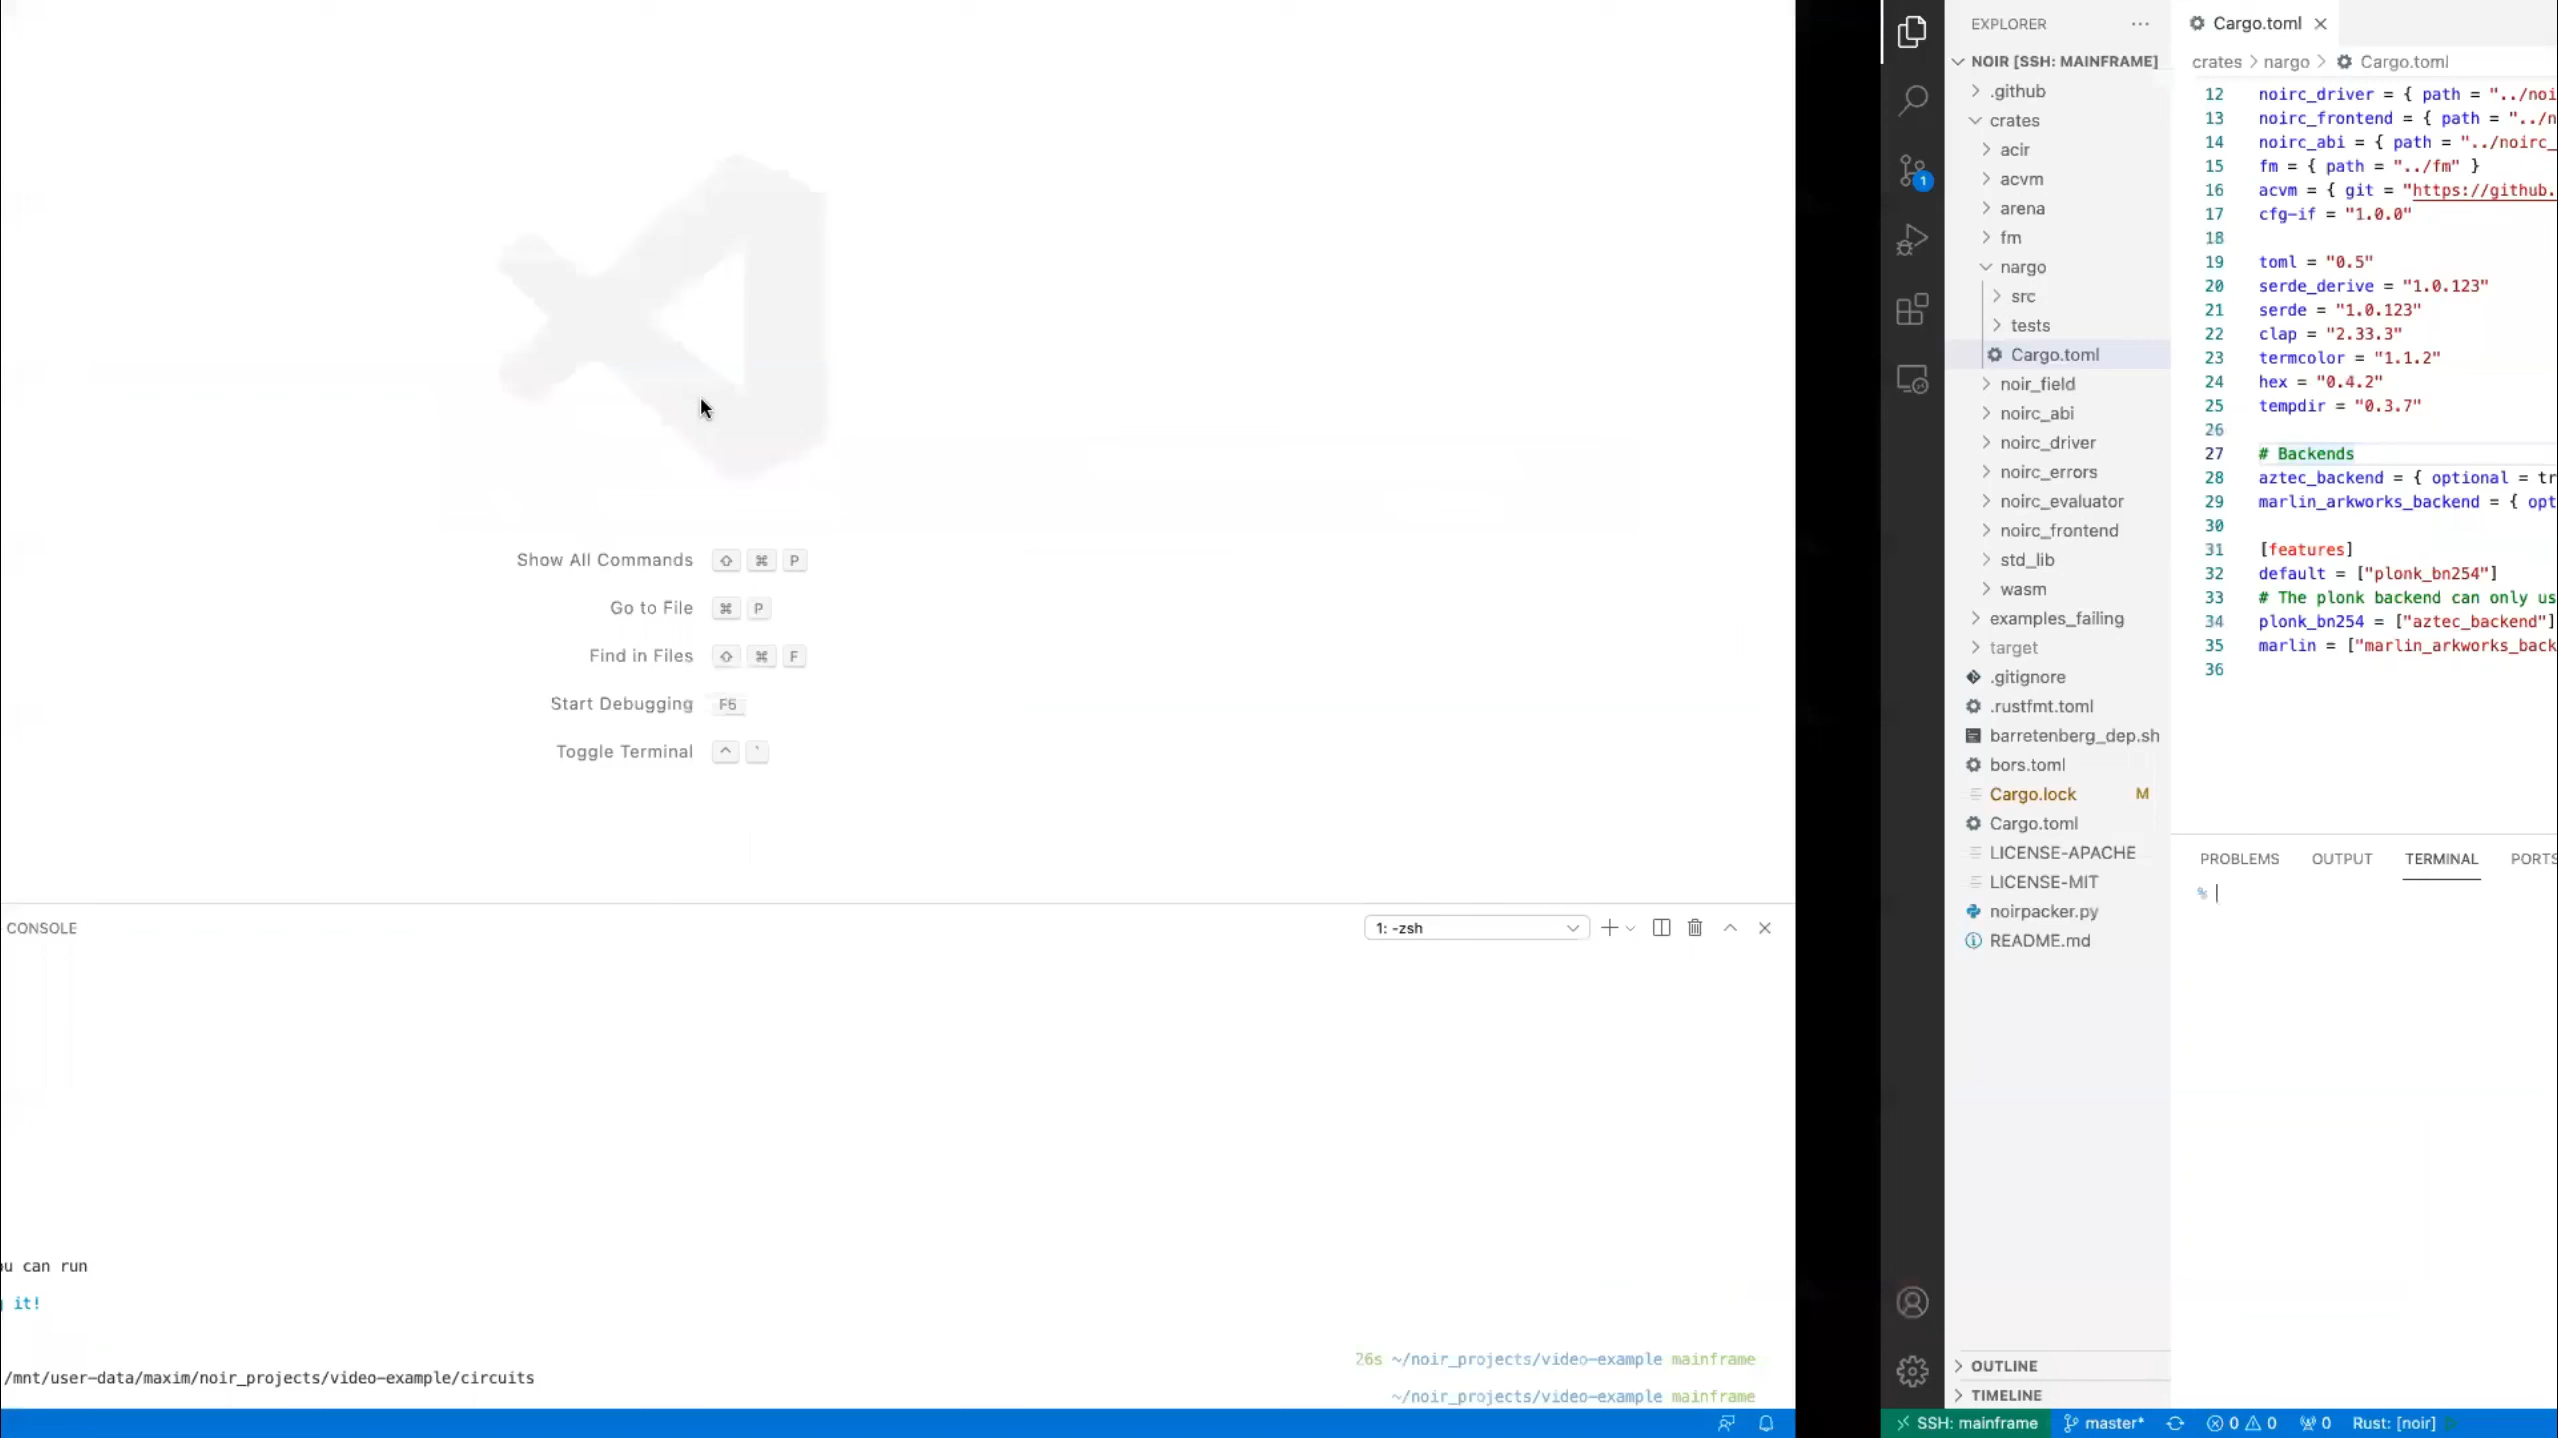 Show All Commands ⇧ ⌘ P
Go to File ⌘ P
Find in Files ⇧ ⌘ F
Start Debugging F5
Toggle Terminal ^ `
CONSOLE
1: -zsh
can run
it!
26s ~/noir_projects/video-example mainframe
/mnt/user-data/maxim/noir_projects/video-example/circuits
~/noir_projects/video-example mainframe
EXPLORER ···
NOIR [SSH: MAINFRAME]
.github
crates
acir
acvm
arena
fm
nargo
src
tests
Cargo.toml
noir_field
noirc_abi
noirc_driver
noirc_errors
noirc_evaluator
noirc_frontend
std_lib
wasm
examples_failing
target
.gitignore
.rustfmt.toml
barretenberg_dep.sh
bors.toml
Cargo.lock M
Cargo.toml
LICENSE-APACHE
LICENSE-MIT
noirpacker.py
README.md
OUTLINE
TIMELINE
1
Cargo.toml
crates > nargo > Cargo.toml
12 noirc_driver = { path = "../noi
13 noirc_frontend = { path = "../n
14 noirc_abi = { path = "../noirc_
15 fm = { path = "../fm" }
16 acvm = { git = "https://github.
17 cfg-if = "1.0.0"
18
19 toml = "0.5"
20 serde_derive = "1.0.123"
21 serde = "1.0.123"
22 clap = "2.33.3"
23 termcolor = "1.1.2"
24 hex = "0.4.2"
25 tempdir = "0.3.7"
26
27 # Backends
28 aztec_backend = { optional = tr
29 marlin_arkworks_backend = { opt
30
31 [features]
32 default = ["plonk_bn254"]
33 # The plonk backend can only us
34 plonk_bn254 = ["aztec_backend"]
35 marlin = ["marlin_arkworks_back
36
PROBLEMS OUTPUT TERMINAL PORTS
%
SSH: mainframe master* 0 0 0 Rust: [noir]